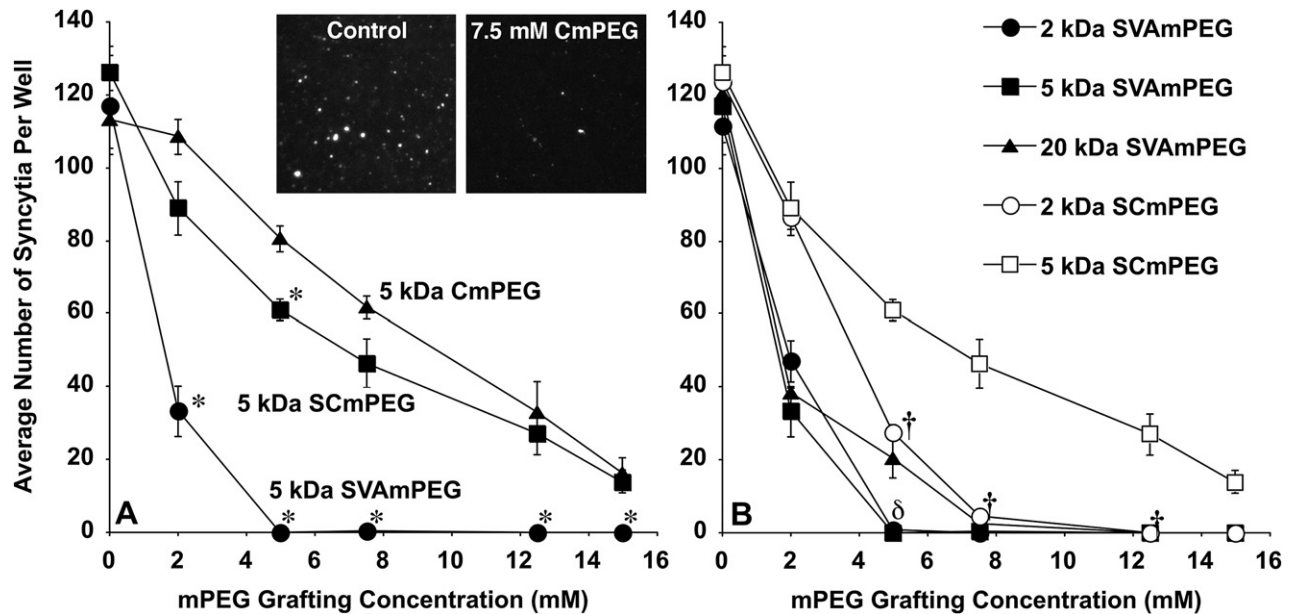 Average Number of Syncytia Per Well
140
120
100
80
60
40
20
0
Control
7.5 mM CmPEG
5 kDa CmPEG
*
5 kDa SCmPEG
*
5 kDa SVAmPEG
* * * *
A
0 2 4 6 8 10 12 14 16
mPEG Grafting Concentration (mM)
140
120
100
80
60
40
20
0
2 kDa SVAmPEG
5 kDa SVAmPEG
20 kDa SVAmPEG
2 kDa SCmPEG
5 kDa SCmPEG
†
δ † †
B
0 2 4 6 8 10 12 14 16
mPEG Grafting Concentration (mM)